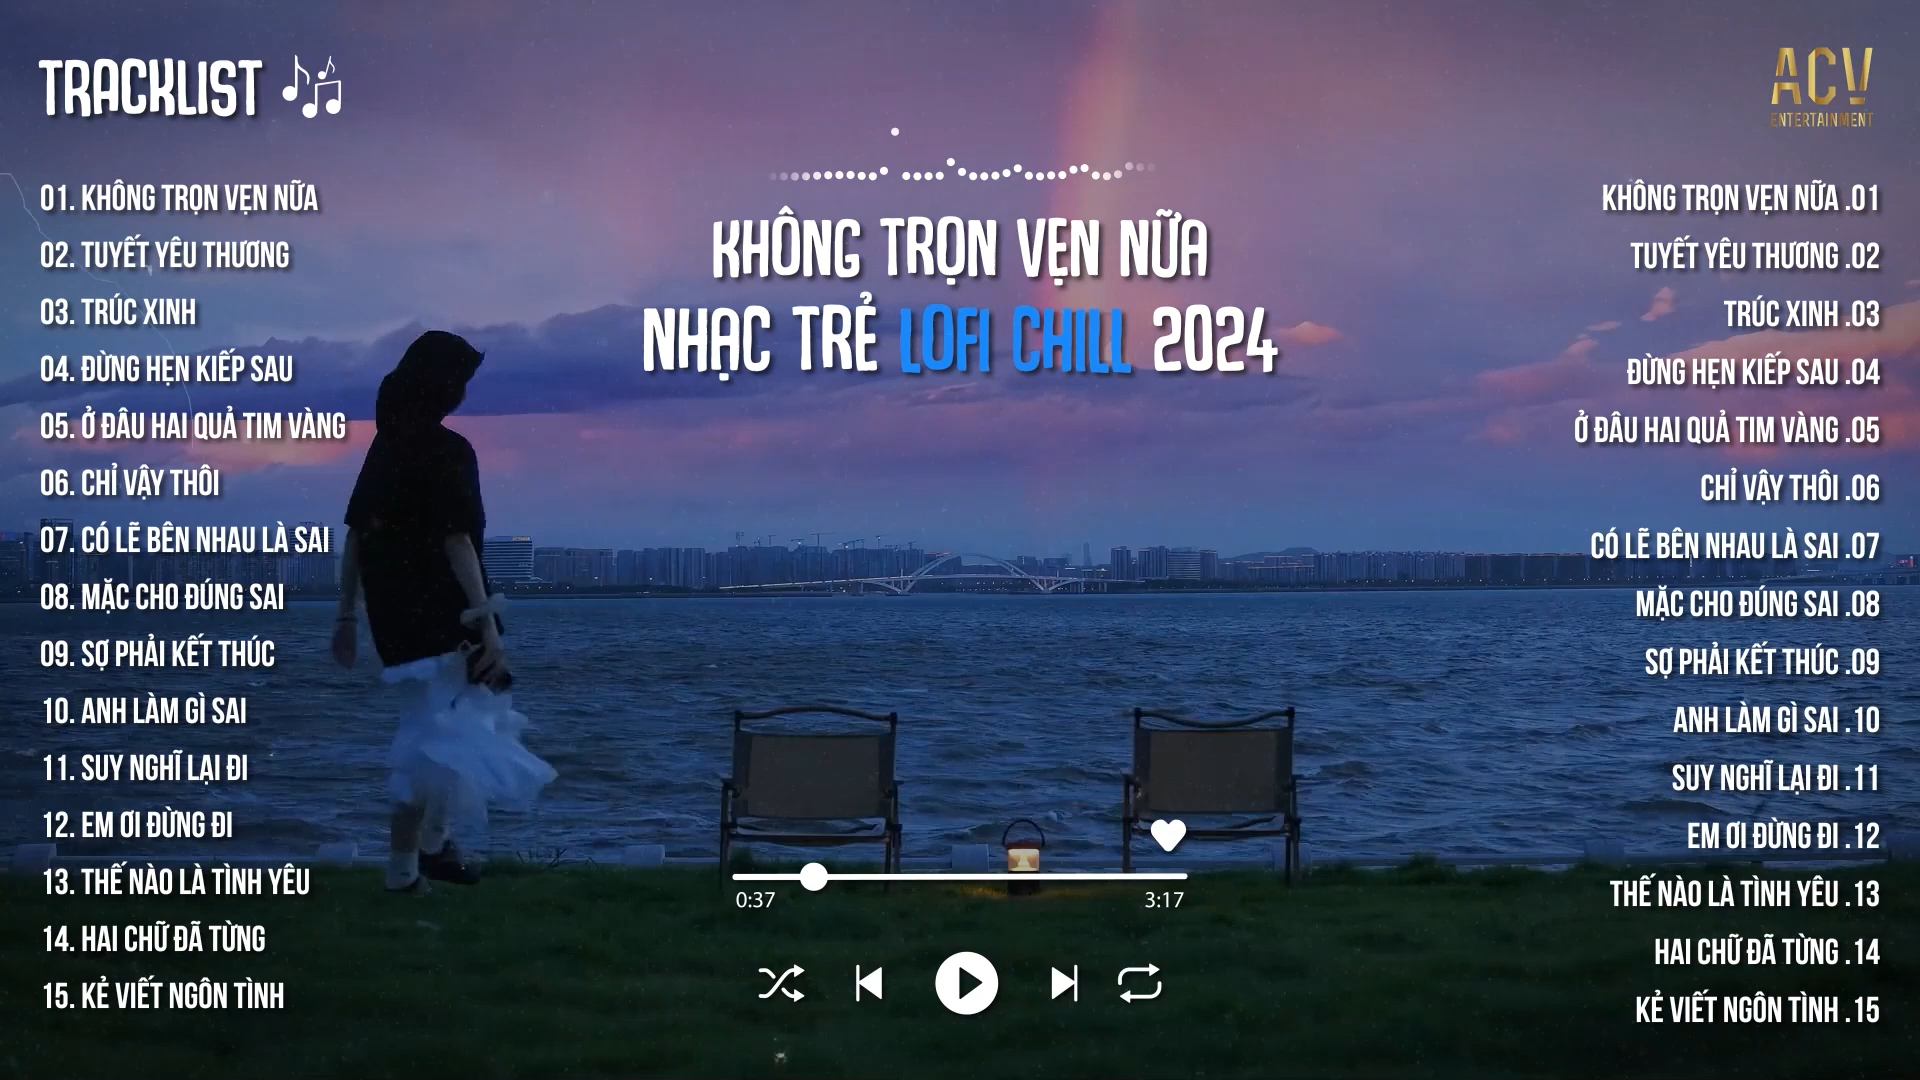 TRACKLIST
ACV
ENTERTAINMENT
KHÔNG TRỌN VẸN NỮA
NHẠC TRẺ LOFI CHILL 2024
01. KHÔNG TRỌN VẸN NỮA
02. TUYẾT YÊU THƯƠNG
03. TRÚC XINH
04. ĐỪNG HẸN KIẾP SAU
05. Ở ĐÂU HAI QUẢ TIM VÀNG
06. CHỈ VẬY THÔI
07. CÓ LẼ BÊN NHAU LÀ SAI
08. MẶC CHO ĐÚNG SAI
09. SỢ PHẢI KẾT THÚC
10. ANH LÀM GÌ SAI
11. SUY NGHĨ LẠI ĐI
12. EM ƠI ĐỪNG ĐI
13. THẾ NÀO LÀ TÌNH YÊU
14. HAI CHỮ ĐÃ TỪNG
15. KẺ VIẾT NGÔN TÌNH
KHÔNG TRỌN VẸN NỮA .01
TUYẾT YÊU THƯƠNG .02
TRÚC XINH .03
ĐỪNG HẸN KIẾP SAU .04
Ở ĐÂU HAI QUẢ TIM VÀNG .05
CHỈ VẬY THÔI .06
CÓ LẼ BÊN NHAU LÀ SAI .07
MẶC CHO ĐÚNG SAI .08
SỢ PHẢI KẾT THÚC .09
ANH LÀM GÌ SAI .10
SUY NGHĨ LẠI ĐI .11
EM ƠI ĐỪNG ĐI .12
THẾ NÀO LÀ TÌNH YÊU .13
HAI CHỮ ĐÃ TỪNG .14
KẺ VIẾT NGÔN TÌNH .15
0:37
3:17